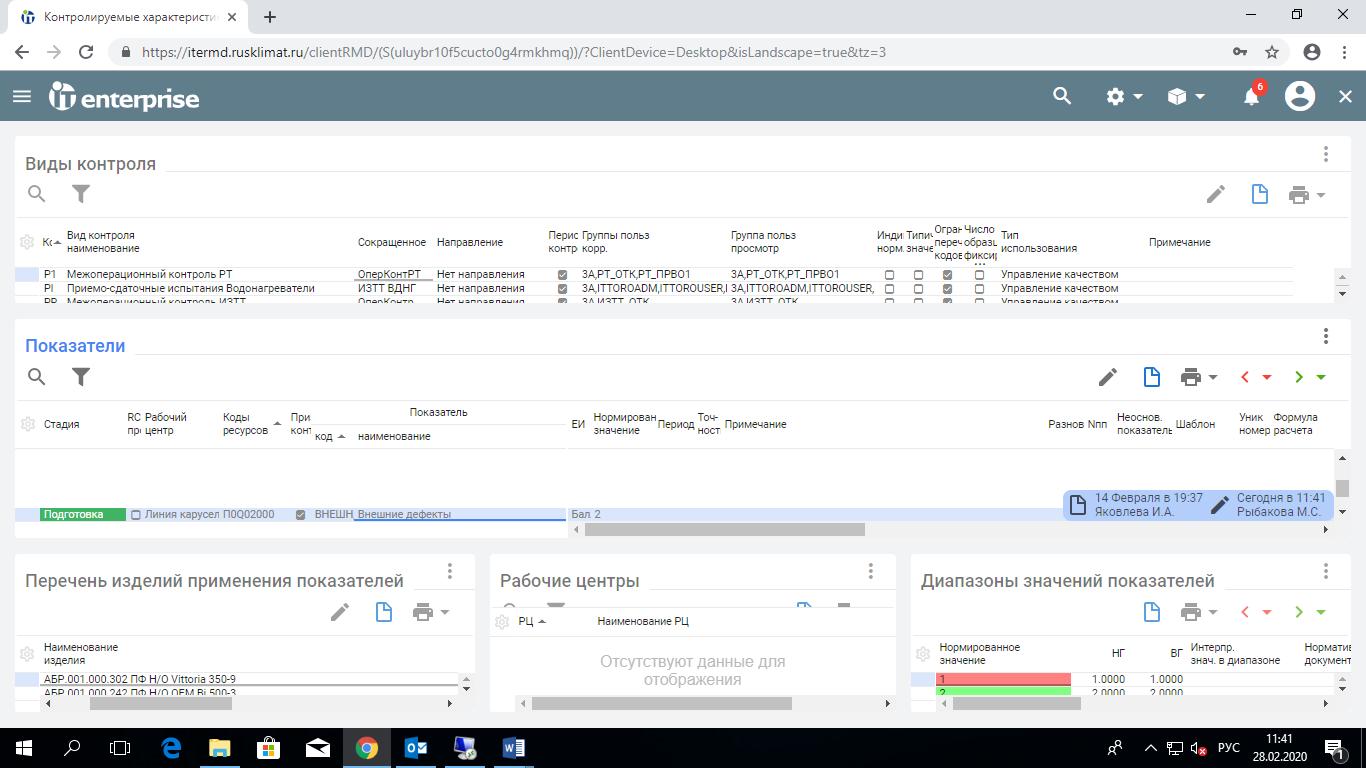 Контролируемые характеристи
https://itermd.rusklimat.ru/clientRMD/(S(uluybr10f5cucto0g4rmkhmq))/?ClientDevice=Desktop&isLandscape=true&tz=3
IT enterprise
6
Виды контроля
Кс Вид контроля наименование Сокращенное Направление Перис контр Группы польз корр. Группы польз просмотр Инди норм. Типич значе Огран переч кодов Число образц фиксир Тип использования Примечание
P1 Межоперационный контроль РТ ОперКонтРТ Нет направления ЗА,РТ_ОТК,РТ_ПРВО1 ЗА,РТ_ОТК,РТ_ПРВО1 Управление качеством
PI Приемо-сдаточные испытания Водонагреватели ИЗТТ ВДНГ Нет направления ЗА,ITTOROADM,ITTOROUSER,I ЗА,ITTOROADM,ITTOROUSER, Управление качеством
PP Межоперационный контроль ИЗТТ ОперКонтр Нет направления ЗА,ИЗТТ_ОТК ЗА,ИЗТТ_ОТК Управление качеством
Показатели
Стадия RC прс Рабочий центр Коды ресурсов При конт Показатель код наименование ЕИ Нормирован значение Период Точ-ност Примечание Разнов Nпп Неоснов. показатель Шаблон Уник номер Формула расчета
14 Февраля в 19:37 Сегодня в 11:41
Яковлева И.А. Рыбакова М.С.
Подготовка Линия карусел П0Q02000 ВНЕШН Внешние дефекты Бал 2
Перечень изделий применения показателей
Наименование
изделия
АБР.001.000.302 ПФ Н/О Vittoria 350-9
АБР.001.000.242 ПФ Н/О OEM Bi 500-3
Рабочие центры
РЦ Наименование РЦ
Отсутствуют данные для
отображения
Диапазоны значений показателей
Нормированное значение НГ ВГ Интерпр. знач. в диапазоне Норматив документ
1 1.0000 1.0000
2 2.0000 2.0000
РУС
11:41
28.02.2020
1